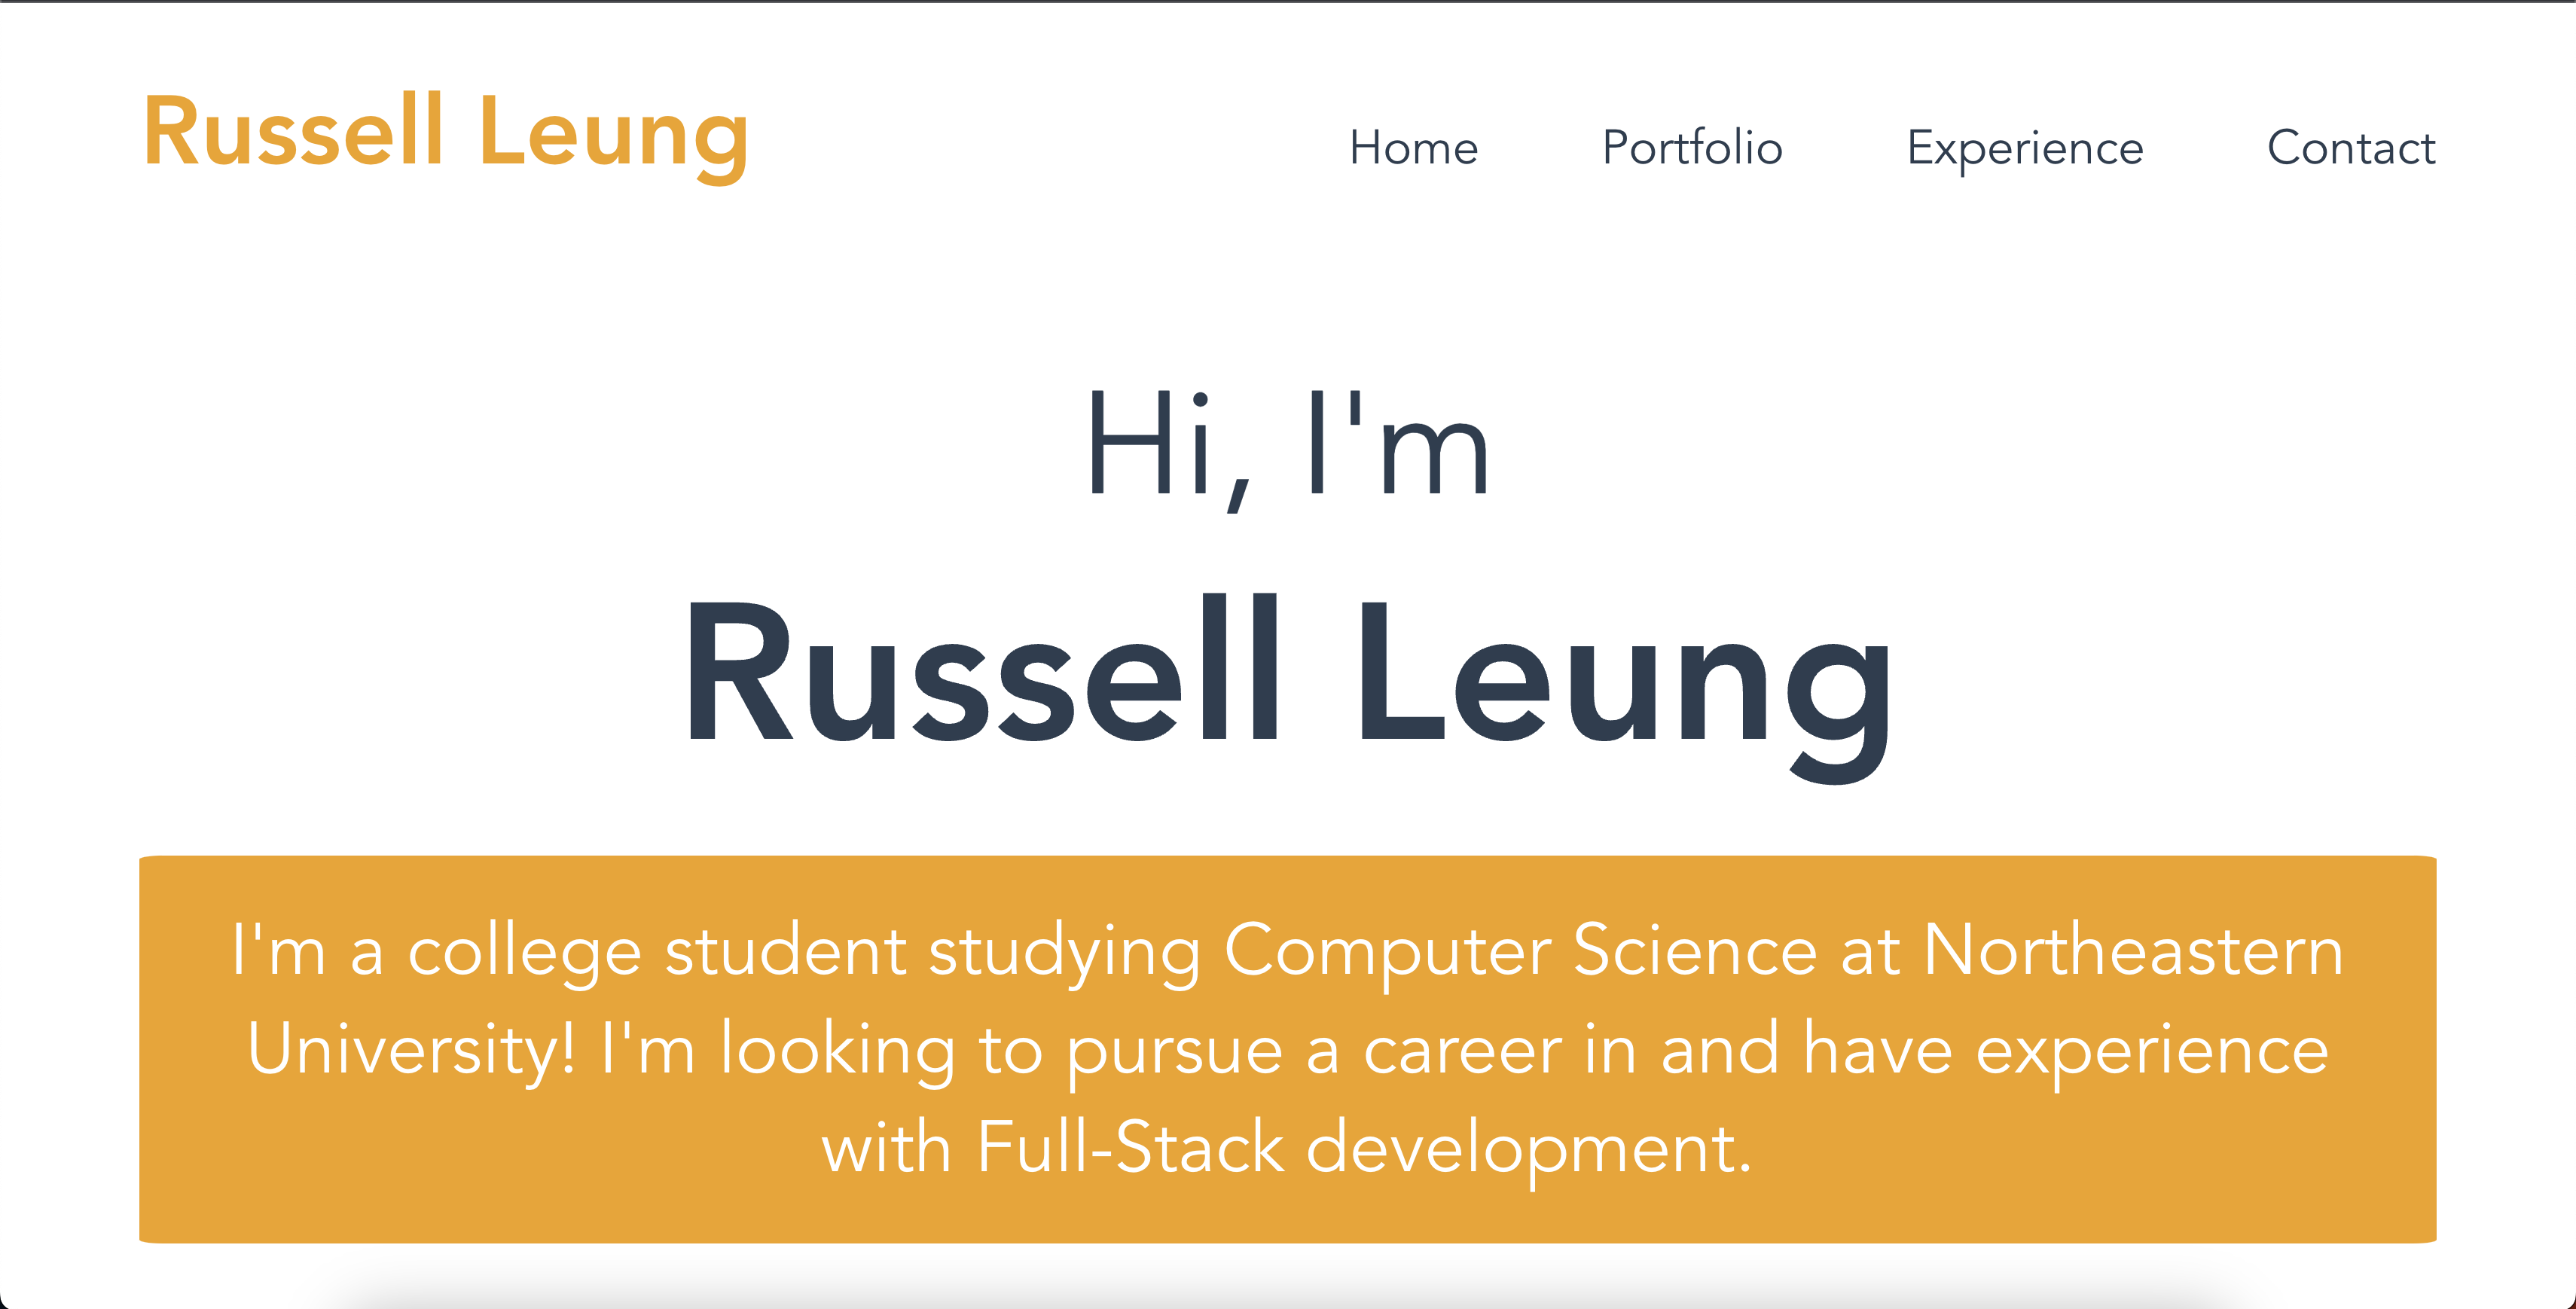 Russell Leung
Home Portfolio Experience Contact
Hi, I'm
Russell Leung
I'm a college student studying Computer Science at Northeastern
University! I'm looking to pursue a career in and have experience
with Full-Stack development.